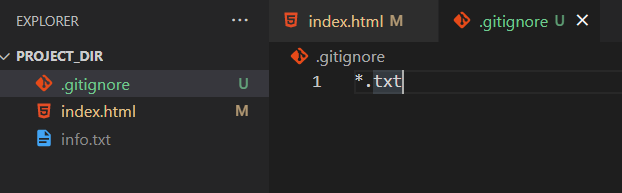 EXPLORER ...
PROJECT_DIR
.gitignore U
index.html M
info.txt
index.html M .gitignore U
.gitignore
1 *.txt